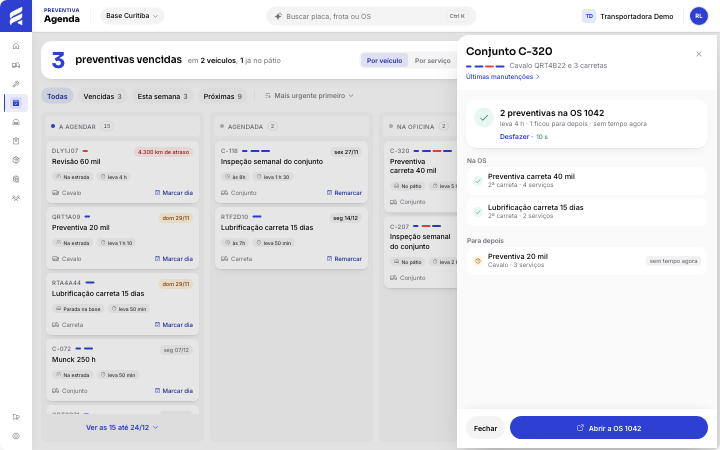 PREVENTIVA
Agenda
Base Curitiba
Buscar placa, frota ou OS
Ctrl K
TD
Transportadora Demo
RL
3 preventivas vencidas
em 2 veículos, 1 já no pátio
Por veículo
Por serviço
Todas
Vencidas 3
Esta semana 3
Próximas 9
Mais urgente primeiro
A AGENDAR 15
DLY1J07
4.300 km de atraso
Revisão 60 mil
Na estrada
leva 4 h
Cavalo
Marcar dia
QRT1A09
dom 29/11
Preventiva 20 mil
Na estrada
leva 1 h 10
Cavalo
Marcar dia
RTA4A44
dom 29/11
Lubrificação carreta 15 dias
Parada na base
leva 50 min
Carreta
Marcar dia
C-072
seg 07/12
Munck 250 h
Na estrada
leva 50 min
Conjunto
Marcar dia
Ver as 15 até 24/12
AGENDADA 2
C-118
sex 27/11
Inspeção semanal do conjunto
às 8h
leva 1 h 30
Conjunto
Remarcar
RTF2D10
seg 14/12
Lubrificação carreta 15 dias
às 7h
leva 50 min
Carreta
Remarcar
NA OFICINA 2
C-320
Preventiva
carreta 40 mil
No pátio
Conjunto
C-207
Inspeção semanal
do conjunto
No pátio
Conjunto
Conjunto C-320
Cavalo QRT4B22 e 3 carretas
Últimas manutenções
2 preventivas na OS 1042
leva 4 h · 1 ficou para depois · sem tempo agora
Desfazer · 10 s
Na OS
Preventiva carreta 40 mil
2ª carreta · 4 serviços
Lubrificação carreta 15 dias
2ª carreta · 2 serviços
Para depois
Preventiva 20 mil
Cavalo · 3 serviços
sem tempo agora
Fechar
Abrir a OS 1042